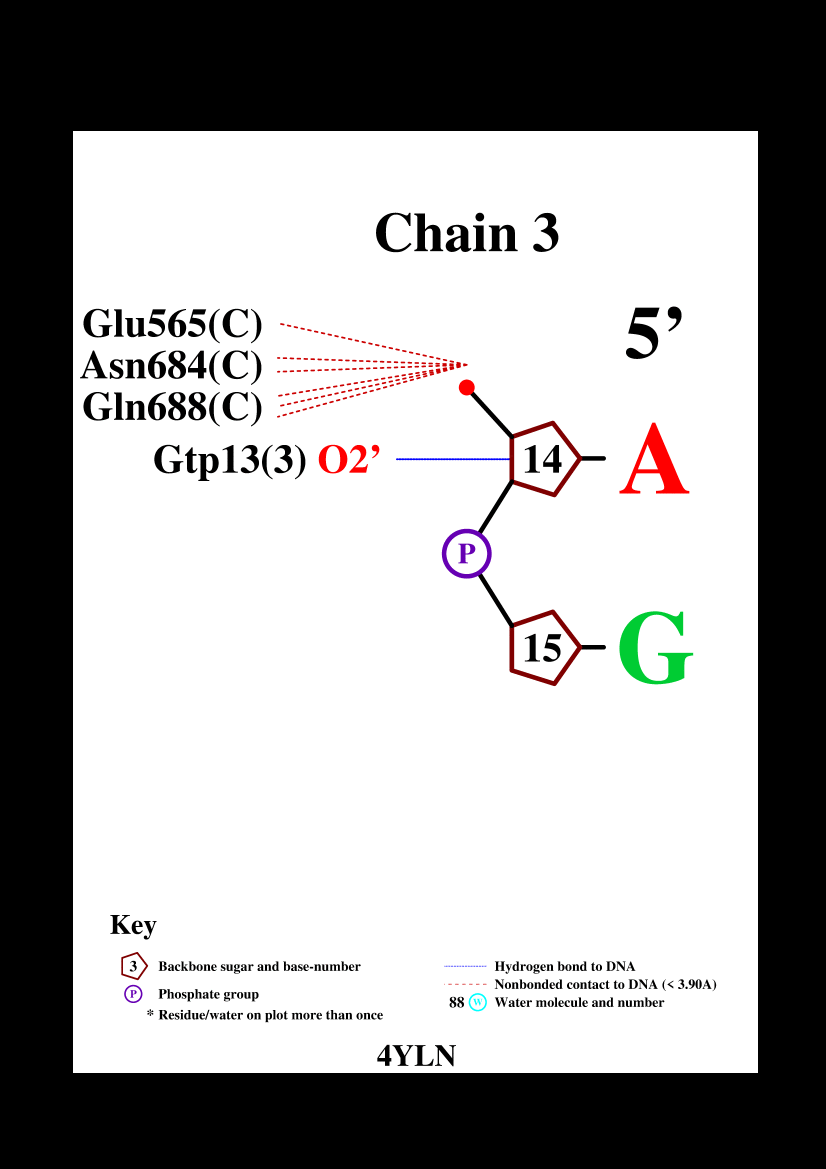 Chain 3
5’
Glu565(C)
Asn684(C)
Gln688(C)
Gtp13(3) O2’
14
A
P
15
G
Key
3 Backbone sugar and base-number
P Phosphate group
* Residue/water on plot more than once
Hydrogen bond to DNA
Nonbonded contact to DNA (< 3.90A)
88 W Water molecule and number
4YLN